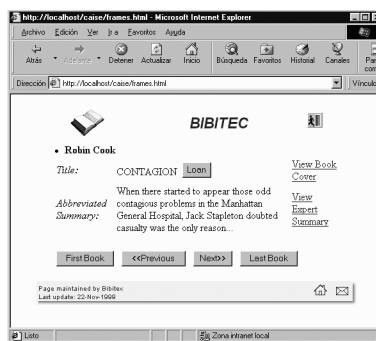 http://localhost/caise/frames.html - Microsoft Internet Explorer
Archivo Edición Ver Ir a Favoritos Ayuda
Atrás Adelante Detener Actualizar Inicio Búsqueda Favoritos Historial Canales
Dirección http://localhost/caise/frames.html Vínculo
BIBITEC
• Robin Cook
Title: CONTAGION Loan
Abbreviated Summary: When there started to appear those odd
contagious problems in the Manhattan
General Hospital, Jack Stapleton doubted
casualty was the only reason...
View Book
Cover
View
Expert
Summary
First Book <<Previous Next>> Last Book
Page maintained by Bibitex
Last update: 22-Nov-1999
Listo Zona intranet local